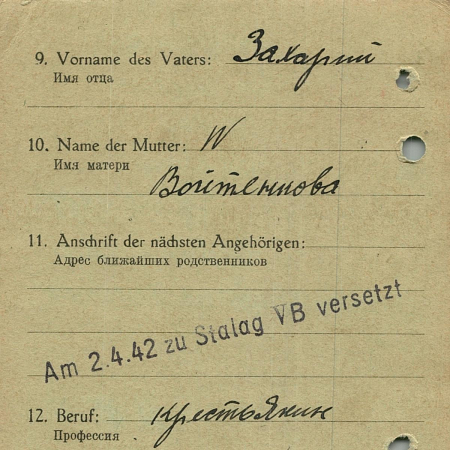 9. Vorname des Vaters: Захарий
Имя отца
10. Name der Mutter: W
Имя матери
Войтенкова
11. Anschrift der nächsten Angehörigen:
Адрес ближайших родственников
Am 2.4.42 zu Stalag VB versetzt
12. Beruf: крестьянин
Профессия